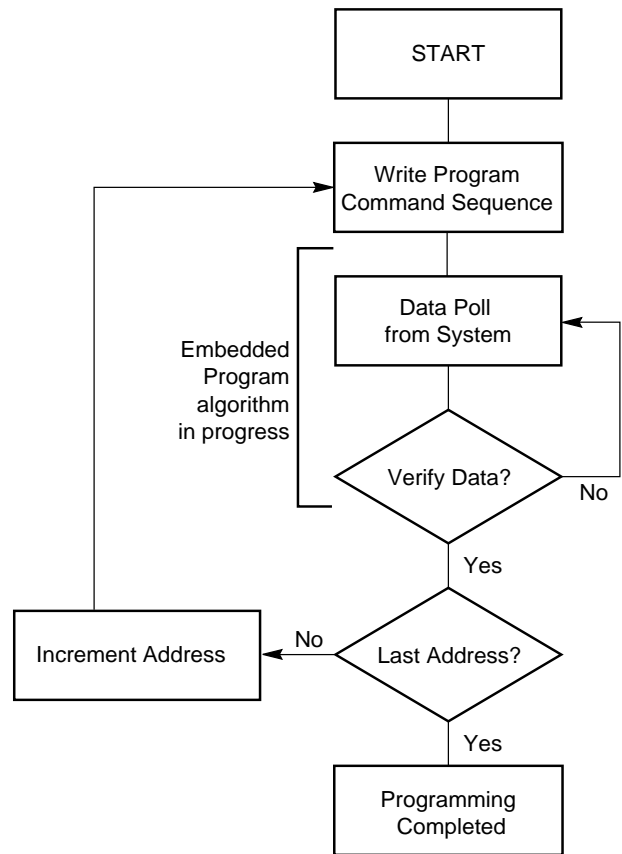 START
Write Program
Command Sequence
Data Poll
from System
Embedded
Program
algorithm
in progress
Verify Data?
No
Yes
Last Address?
No
Increment Address
Yes
Programming
Completed